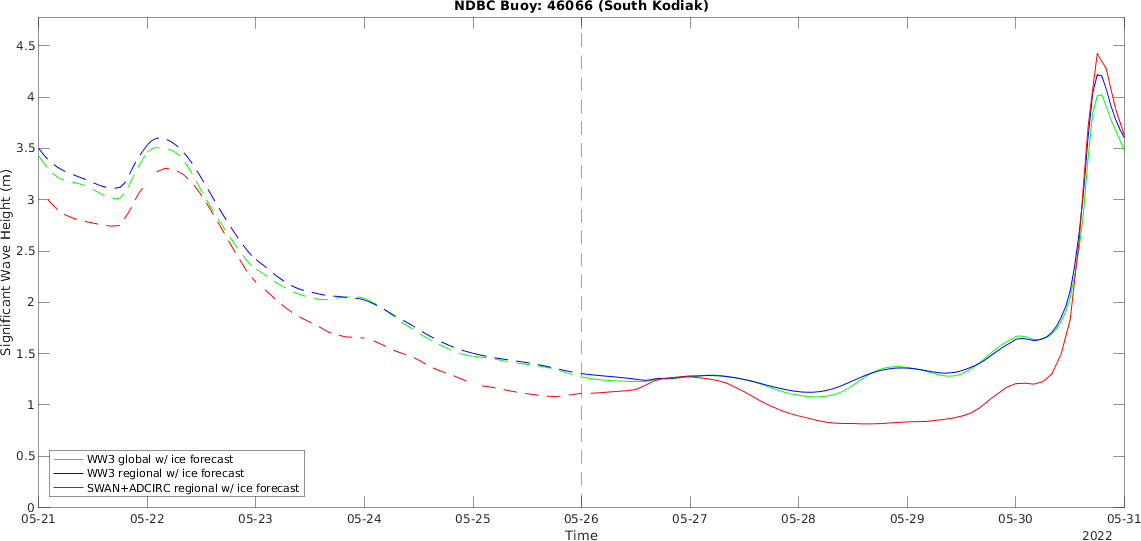 NDBC Buoy: 46066 (South Kodiak)
Significant Wave Height (m)
4.5
4
3.5
3
2.5
2
1.5
1
0.5
0
WW3 global w/ ice forecast
WW3 regional w/ ice forecast
SWAN+ADCIRC regional w/ ice forecast
05-21 05-22 05-23 05-24 05-25 05-26 05-27 05-28 05-29 05-30 05-31
Time
2022